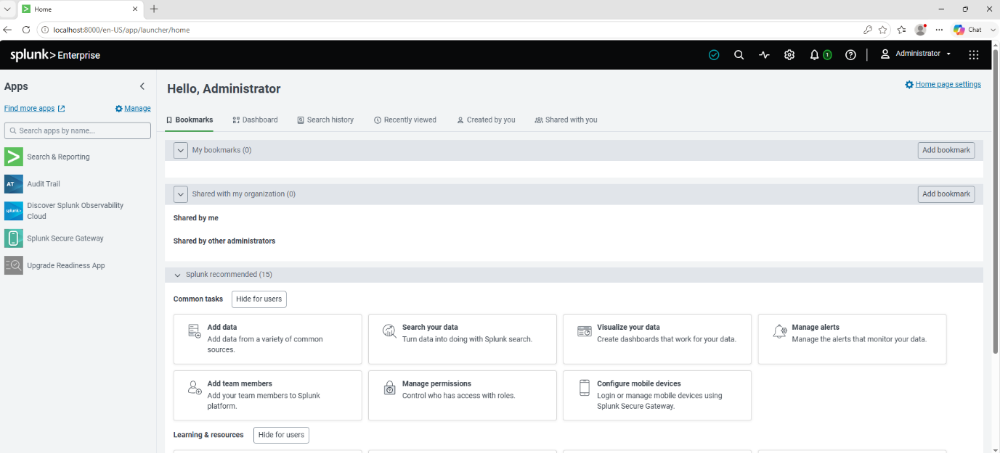 Home
localhost:8000/en-US/app/launcher/home
Chat
splunk>Enterprise
1
Administrator
Apps
Find more apps
Manage
Search apps by name...
Search & Reporting
AT
Audit Trail
splunk>
Discover Splunk Observability
Cloud
Splunk Secure Gateway
Upgrade Readiness App
Hello, Administrator
Home page settings
Bookmarks
Dashboard
Search history
Recently viewed
Created by you
Shared with you
My bookmarks (0)
Add bookmark
Shared with my organization (0)
Add bookmark
Shared by me
Shared by other administrators
Splunk recommended (15)
Common tasks
Hide for users
Add data
Add data from a variety of common
sources.
Search your data
Turn data into doing with Splunk search.
Visualize your data
Create dashboards that work for your data.
Manage alerts
Manage the alerts that monitor your data.
Add team members
Add your team members to Splunk
platform.
Manage permissions
Control who has access with roles.
Configure mobile devices
Login or manage mobile devices using
Splunk Secure Gateway.
Learning & resources
Hide for users